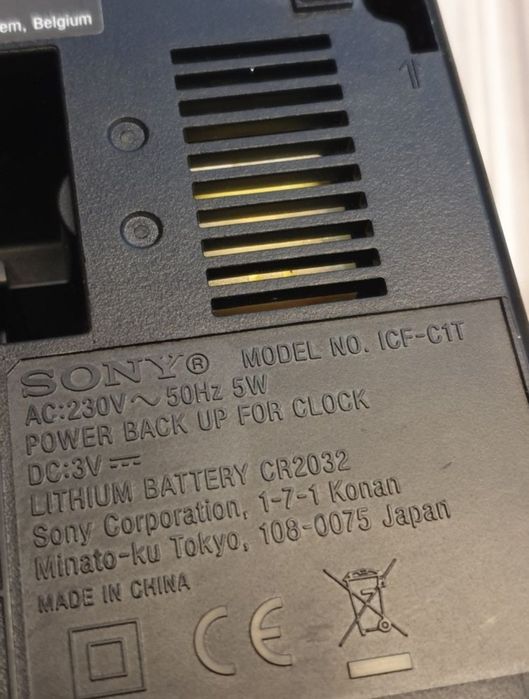 em, Belgium
1
SONY® MODEL NO. ICF-C1T
AC:230V～50Hz 5W
POWER BACK UP FOR CLOCK
DC:3V ⎓
LITHIUM BATTERY CR2032
Sony Corporation, 1-7-1 Konan
Minato-ku Tokyo, 108-0075 Japan
MADE IN CHINA
CE